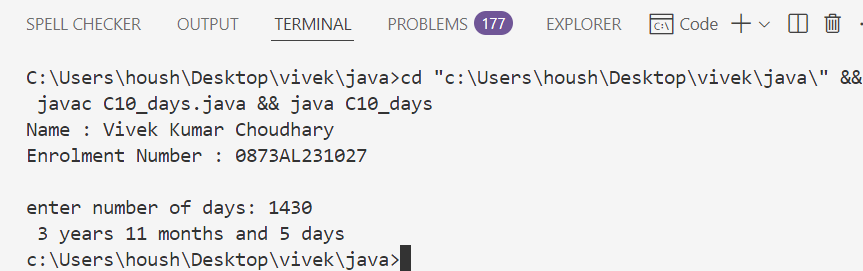 SPELL CHECKER OUTPUT TERMINAL PROBLEMS 177 EXPLORER Code
C:\Users\housh\Desktop\vivek\java>cd "c:\Users\housh\Desktop\vivek\java\" &&
javac C10_days.java && java C10_days
Name : Vivek Kumar Choudhary
Enrolment Number : 0873AL231027
enter number of days: 1430
3 years 11 months and 5 days
c:\Users\housh\Desktop\vivek\java>